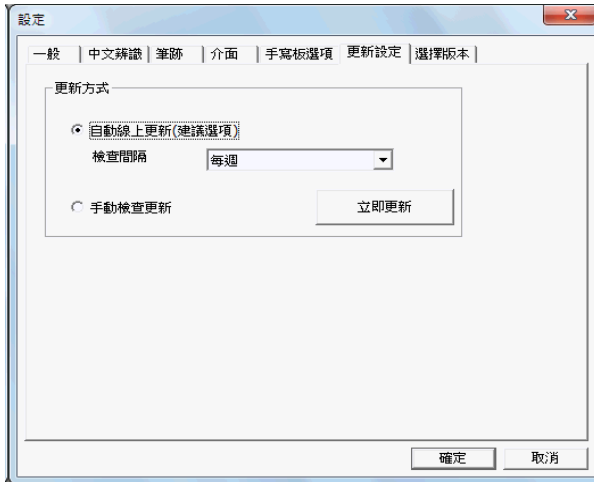 設定
一般 中文辨識 筆跡 介面 手寫板選項 更新設定 選擇版本
更新方式
自動線上更新(建議選項)
檢查間隔 每週
手動檢查更新 立即更新
確定 取消